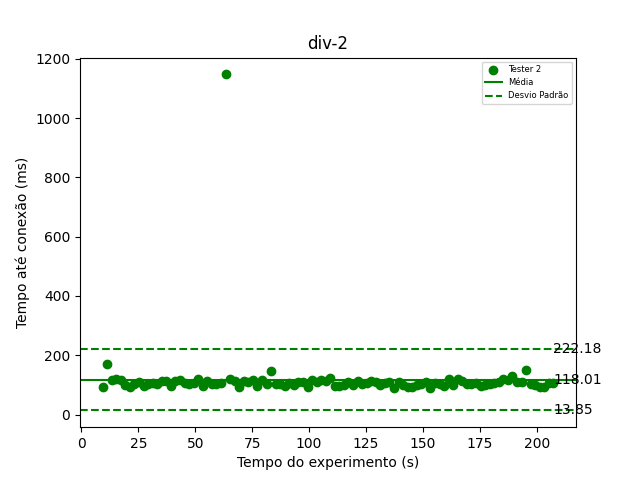 div-2
Tempo até conexão (ms)
1200
1000
800
600
400
200
0
Tester 2
Média
Desvio Padrão
222.18
118.01
13.85
0 25 50 75 100 125 150 175 200
Tempo do experimento (s)